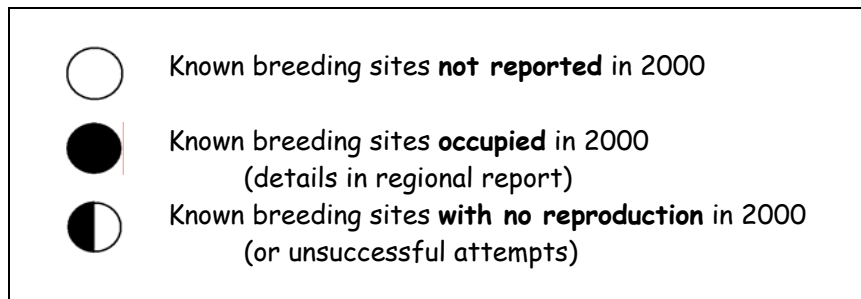 Known breeding sites not reported in 2000
Known breeding sites occupied in 2000
(details in regional report)
Known breeding sites with no reproduction in 2000
(or unsuccessful attempts)